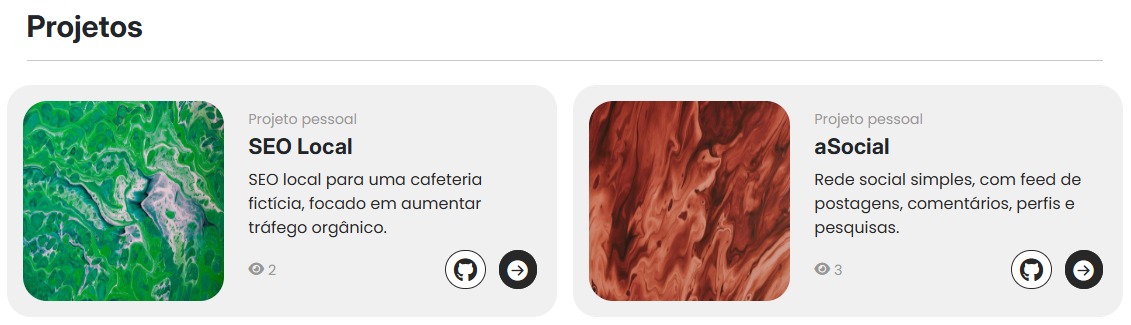 Projetos
Projeto pessoal
SEO Local
SEO local para uma cafeteria
fictícia, focado em aumentar
tráfego orgânico.
2
Projeto pessoal
aSocial
Rede social simples, com feed de
postagens, comentários, perfis e
pesquisas.
3